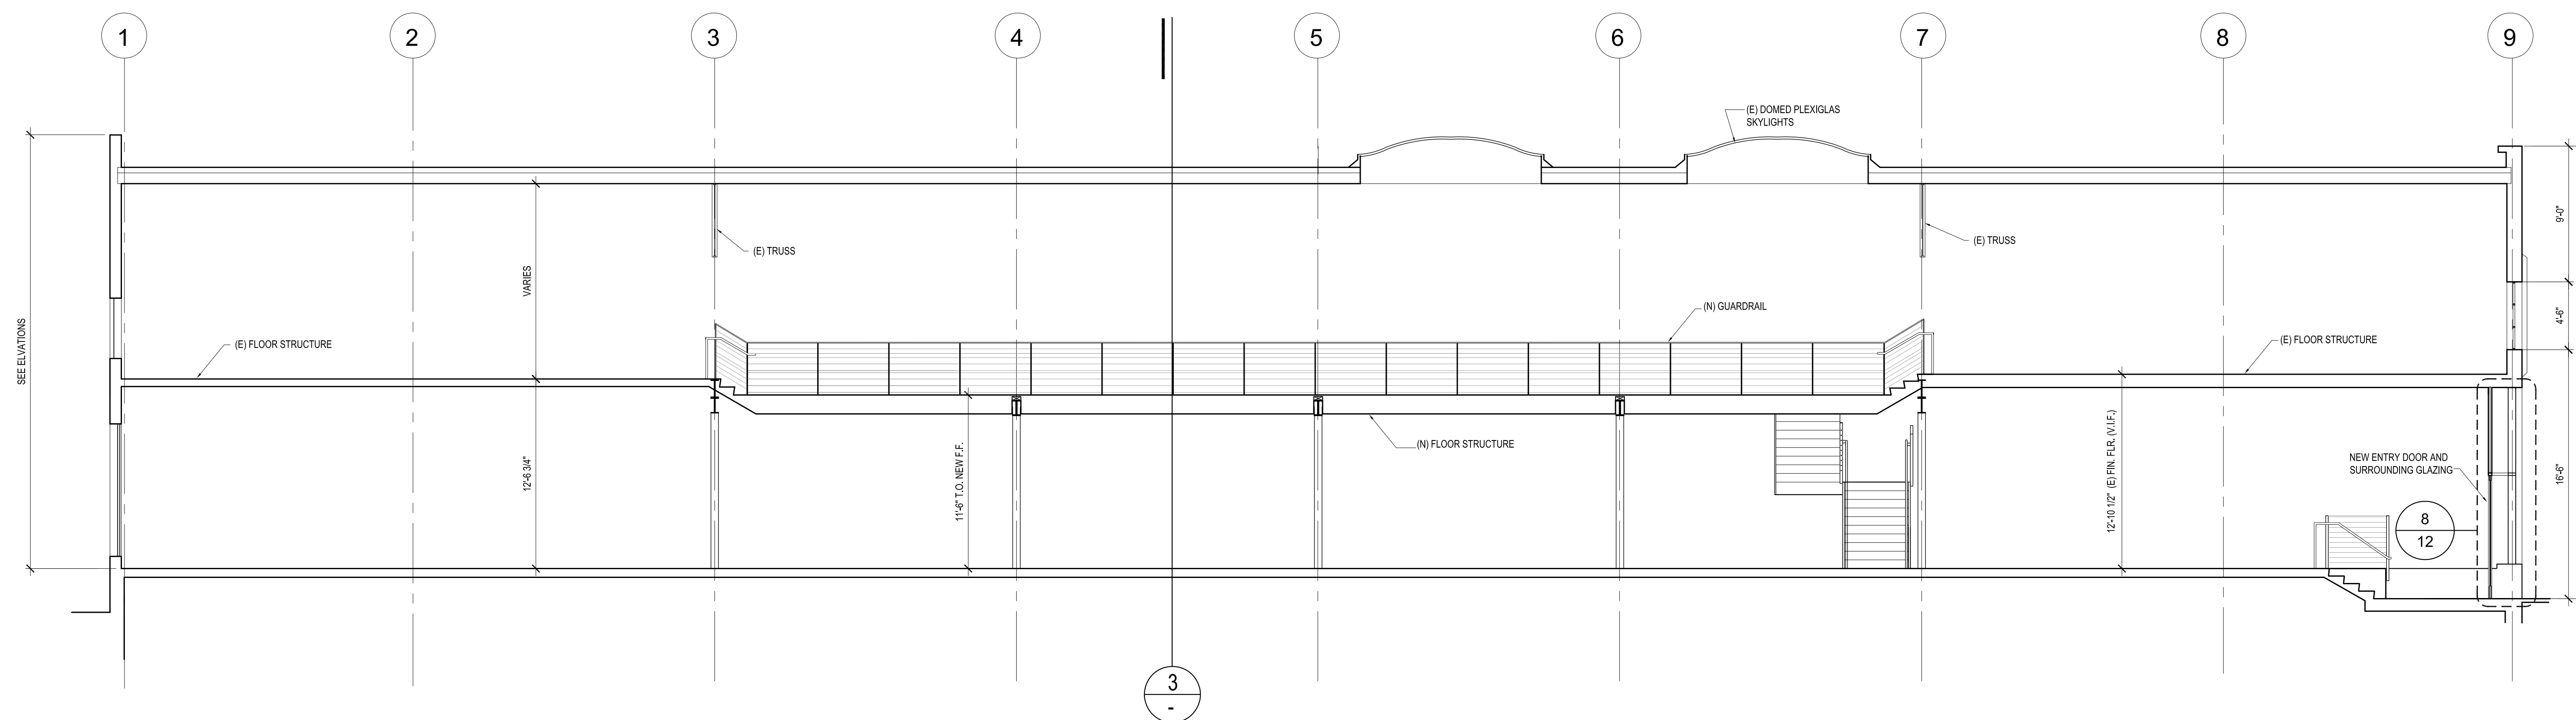 1
2
3
4
5
6
7
8
9
(E) DOMED PLEXIGLAS
SKYLIGHTS
SEE ELVATIONS
VARIES
(E) TRUSS
(E) TRUSS
9'-0"
(N) GUARDRAIL
4'-6"
(E) FLOOR STRUCTURE
(E) FLOOR STRUCTURE
12'-6 3/4"
11'-6" T.O. NEW F.F.
(N) FLOOR STRUCTURE
12'-10 1/2" (E) FIN. FLR. (V.I.F.)
NEW ENTRY DOOR AND
SURROUNDING GLAZING
16'-6"
8
12
3
-